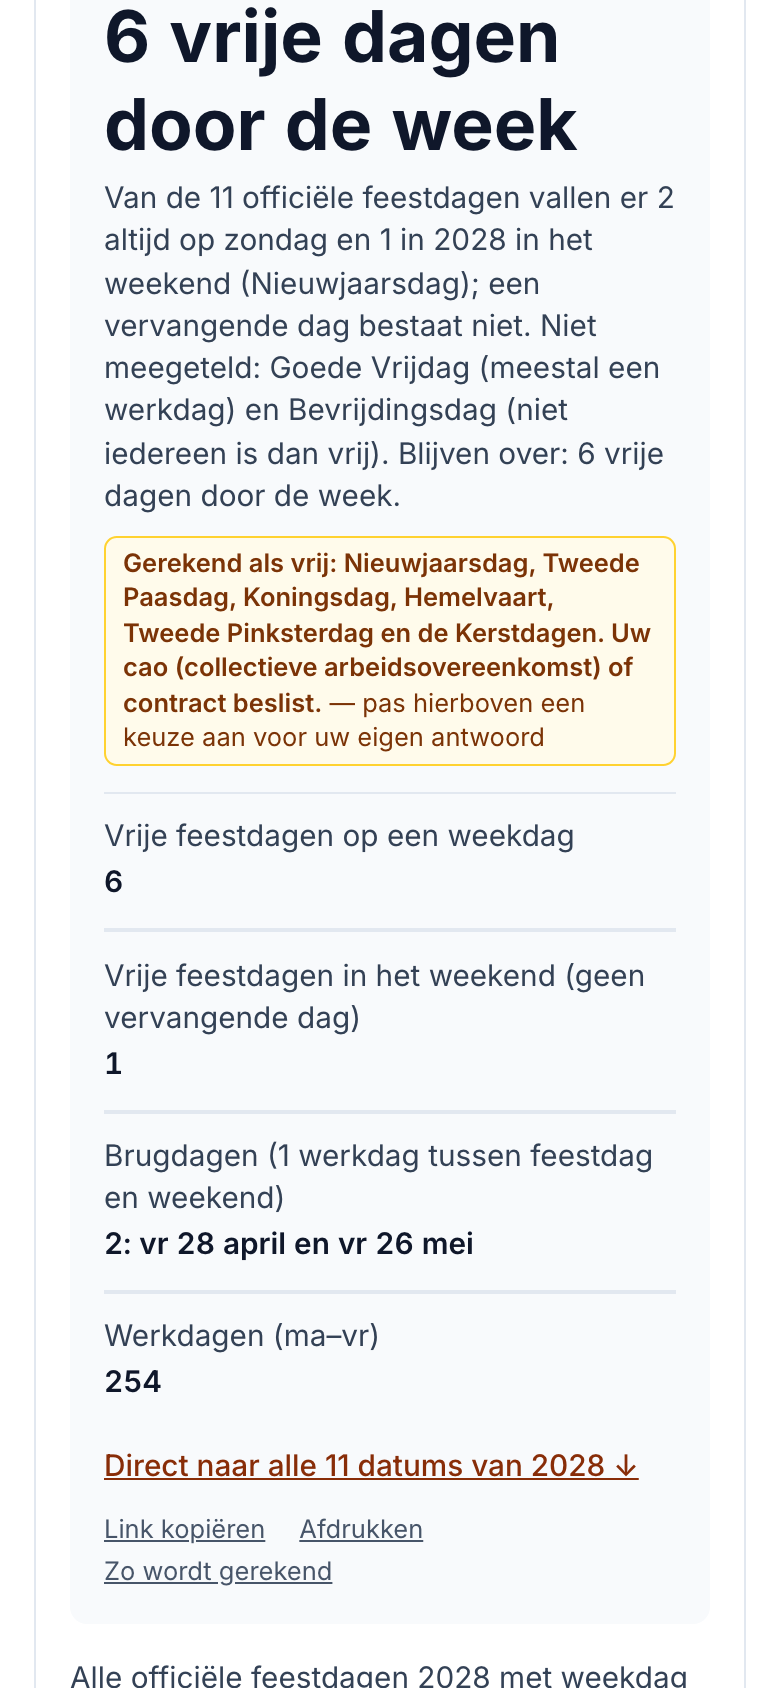 6 vrije dagen
door de week
Van de 11 officiële feestdagen vallen er 2
altijd op zondag en 1 in 2028 in het
weekend (Nieuwjaarsdag); een
vervangende dag bestaat niet. Niet
meegeteld: Goede Vrijdag (meestal een
werkdag) en Bevrijdingsdag (niet
iedereen is dan vrij). Blijven over: 6 vrije
dagen door de week.
Gerekend als vrij: Nieuwjaarsdag, Tweede
Paasdag, Koningsdag, Hemelvaart,
Tweede Pinksterdag en de Kerstdagen. Uw
cao (collectieve arbeidsovereenkomst) of
contract beslist. — pas hierboven een
keuze aan voor uw eigen antwoord
Vrije feestdagen op een weekdag
6
Vrije feestdagen in het weekend (geen
vervangende dag)
1
Brugdagen (1 werkdag tussen feestdag
en weekend)
2: vr 28 april en vr 26 mei
Werkdagen (ma–vr)
254
Direct naar alle 11 datums van 2028 ↓
Link kopiëren Afdrukken
Zo wordt gerekend
Alle officiële feestdagen 2028 met weekdag